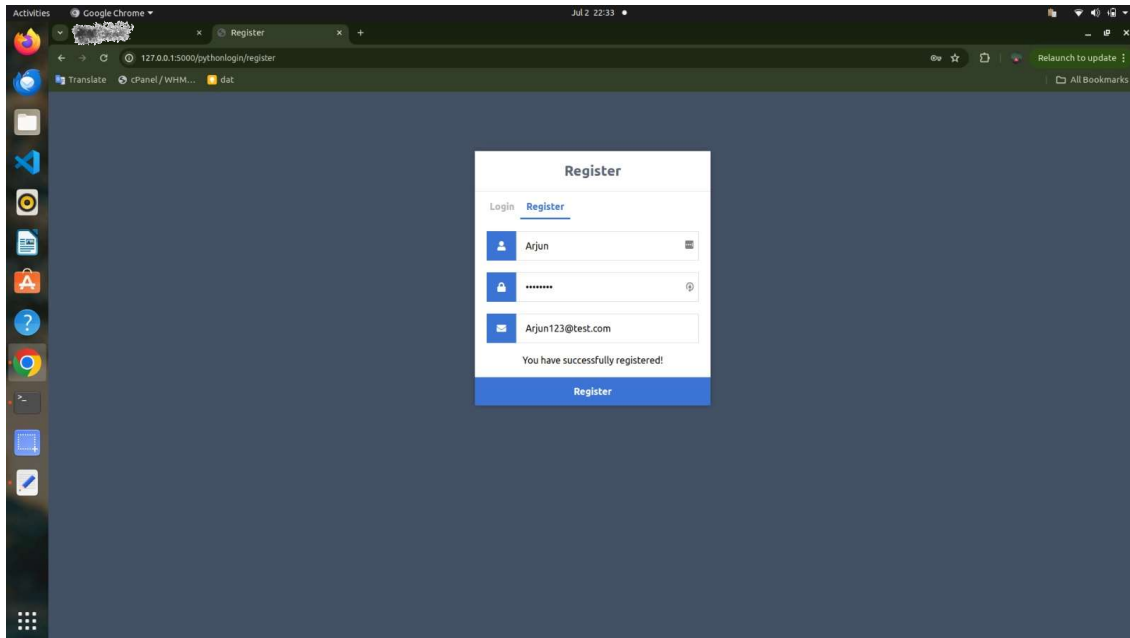 Activities Google Chrome Jul 2 22:33
Register
127.0.0.1:5000/pythonlogin/register Relaunch to update
Translate cPanel / WHM... dat All Bookmarks
Register
Login Register
Arjun
••••••••
Arjun123@test.com
You have successfully registered!
Register